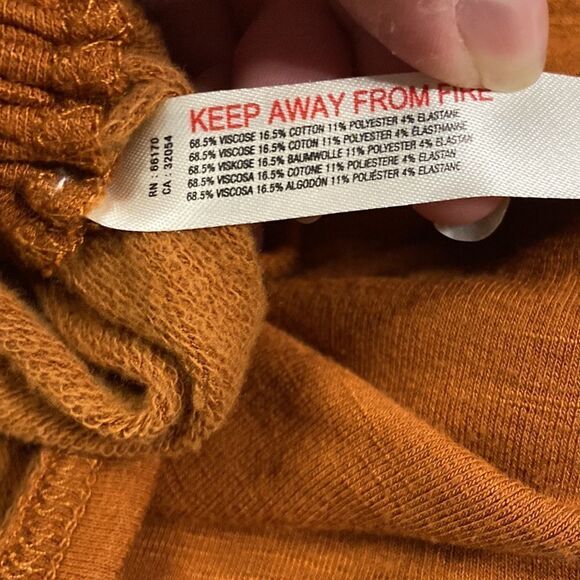 KEEP AWAY FROM FIRE
68.5% VISCOSE 16.5% COTTON 11% POLYESTER 4% ELASTANE
68.5% VISCOSE 16.5% COTON 11% POLYESTER 4% ÉLASTHANNE
68.5% VISKOSE 16.5% BAUMWOLLE 11% POLYESTER 4% ELASTAN
68.5% VISCOSA 16.5% COTONE 11% POLIESTERE 4% ELASTAN
68.5% VISCOSA 16.5% ALGODÓN 11% POLIÉSTER 4% ELASTANE
RN : 66170
CA : 32054